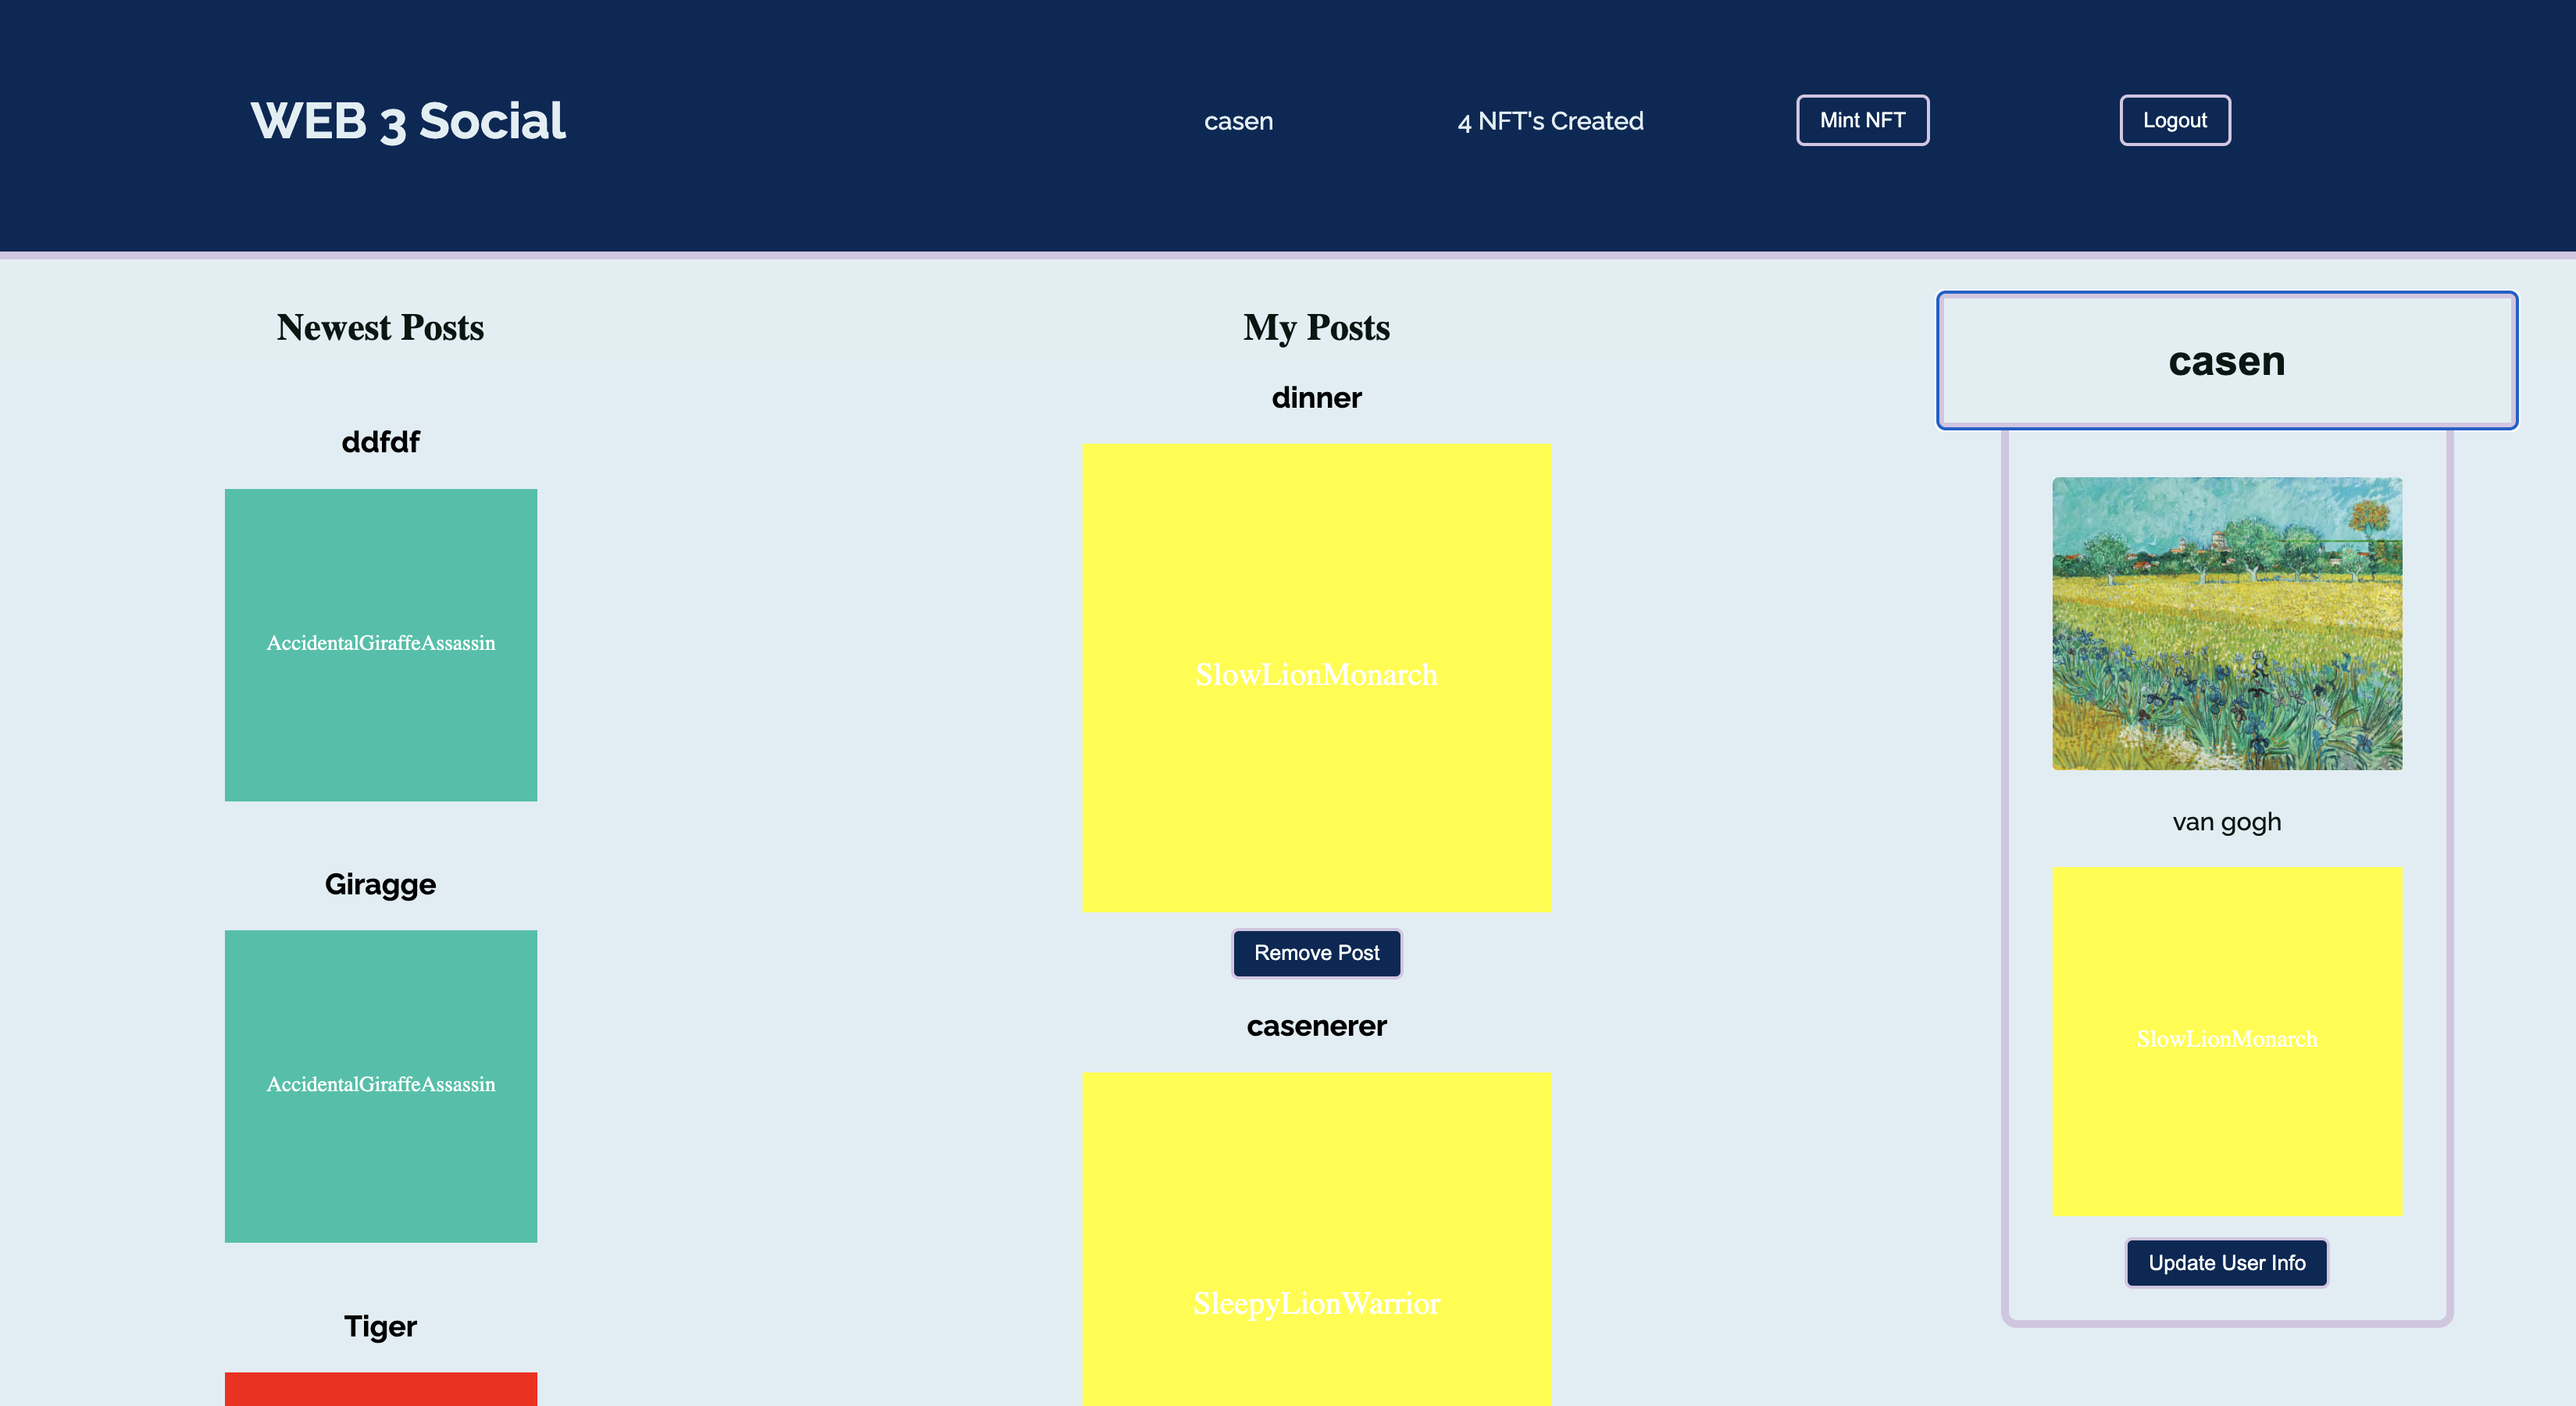 WEB 3 Social
casen
4 NFT's Created
Mint NFT
Logout
Newest Posts
ddfdf
AccidentalGiraffeAssassin
Giragge
AccidentalGiraffeAssassin
Tiger
My Posts
dinner
SlowLionMonarch
Remove Post
casenerer
SleepyLionWarrior
casen
van gogh
SlowLionMonarch
Update User Info